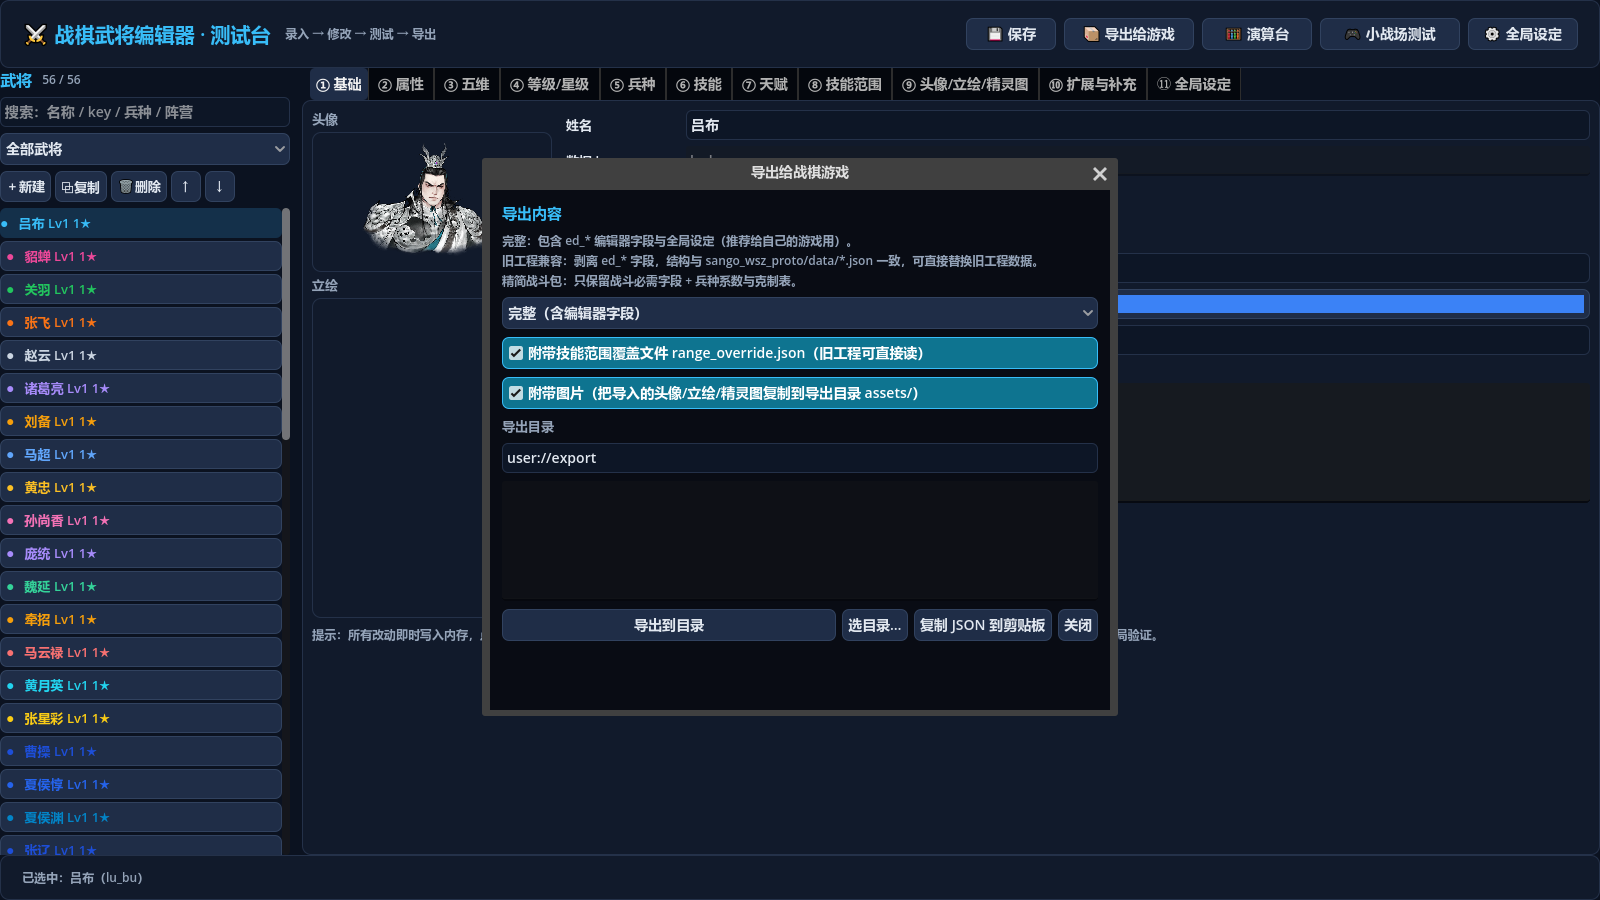 战棋武将编辑器 · 测试台
录入 → 修改 → 测试 → 导出
保存
导出给游戏
演算台
小战场测试
全局设定
武将 56 / 56
搜索：名称 / key / 兵种 / 阵营
全部武将
+ 新建
复制
删除
↑
↓
吕布 Lv1 1★
貂蝉 Lv1 1★
关羽 Lv1 1★
张飞 Lv1 1★
赵云 Lv1 1★
诸葛亮 Lv1 1★
刘备 Lv1 1★
马超 Lv1 1★
黄忠 Lv1 1★
孙尚香 Lv1 1★
庞统 Lv1 1★
魏延 Lv1 1★
牵招 Lv1 1★
马云禄 Lv1 1★
黄月英 Lv1 1★
张星彩 Lv1 1★
曹操 Lv1 1★
夏侯惇 Lv1 1★
夏侯渊 Lv1 1★
张辽 Lv1 1★
① 基础
② 属性
③ 五维
④ 等级/星级
⑤ 兵种
⑥ 技能
⑦ 天赋
⑧ 技能范围
⑨ 头像/立绘/精灵图
⑩ 扩展与补充
⑪ 全局设定
头像
姓名
吕布
立绘
提示：所有改动即时写入内存，
局验证。
导出给战棋游戏
导出内容
完整：包含 ed_* 编辑器字段与全局设定（推荐给自己的游戏用）。
旧工程兼容：剥离 ed_* 字段，结构与 sango_wsz_proto/data/*.json 一致，可直接替换旧工程数据。
精简战斗包：只保留战斗必需字段 + 兵种系数与克制表。
完整（含编辑器字段）
附带技能范围覆盖文件 range_override.json（旧工程可直接读）
附带图片（把导入的头像/立绘/精灵图复制到导出目录 assets/）
导出目录
user://export
导出到目录
选目录...
复制 JSON 到剪贴板
关闭
已选中：吕布（lu_bu）